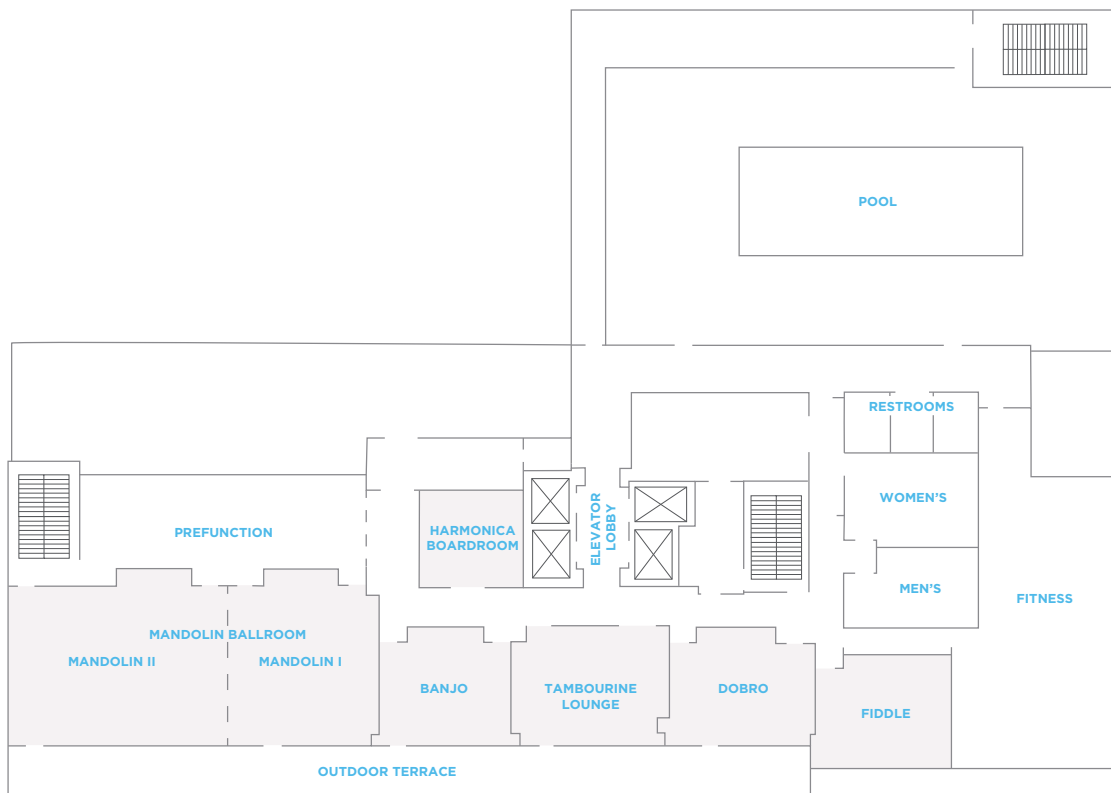 POOL
RESTROOMS
WOMEN'S
PREFUNCTION
HARMONICA
BOARDROOM
ELEVATOR
LOBBY
MEN'S
FITNESS
MANDOLIN BALLROOM
MANDOLIN II
MANDOLIN I
BANJO
TAMBOURINE
LOUNGE
DOBRO
FIDDLE
OUTDOOR TERRACE